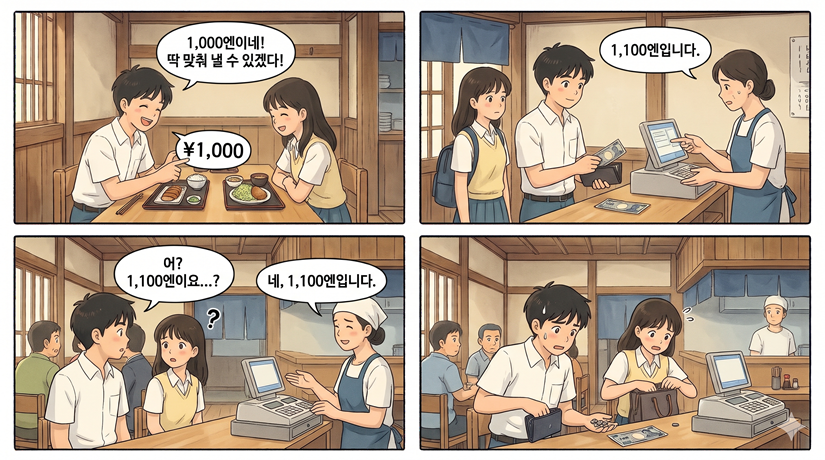 1,000엔이네!
딱 맞춰 낼 수 있겠다!
¥1,000
1,100엔입니다.
어?
1,100엔이요...?
네, 1,100엔입니다.
?